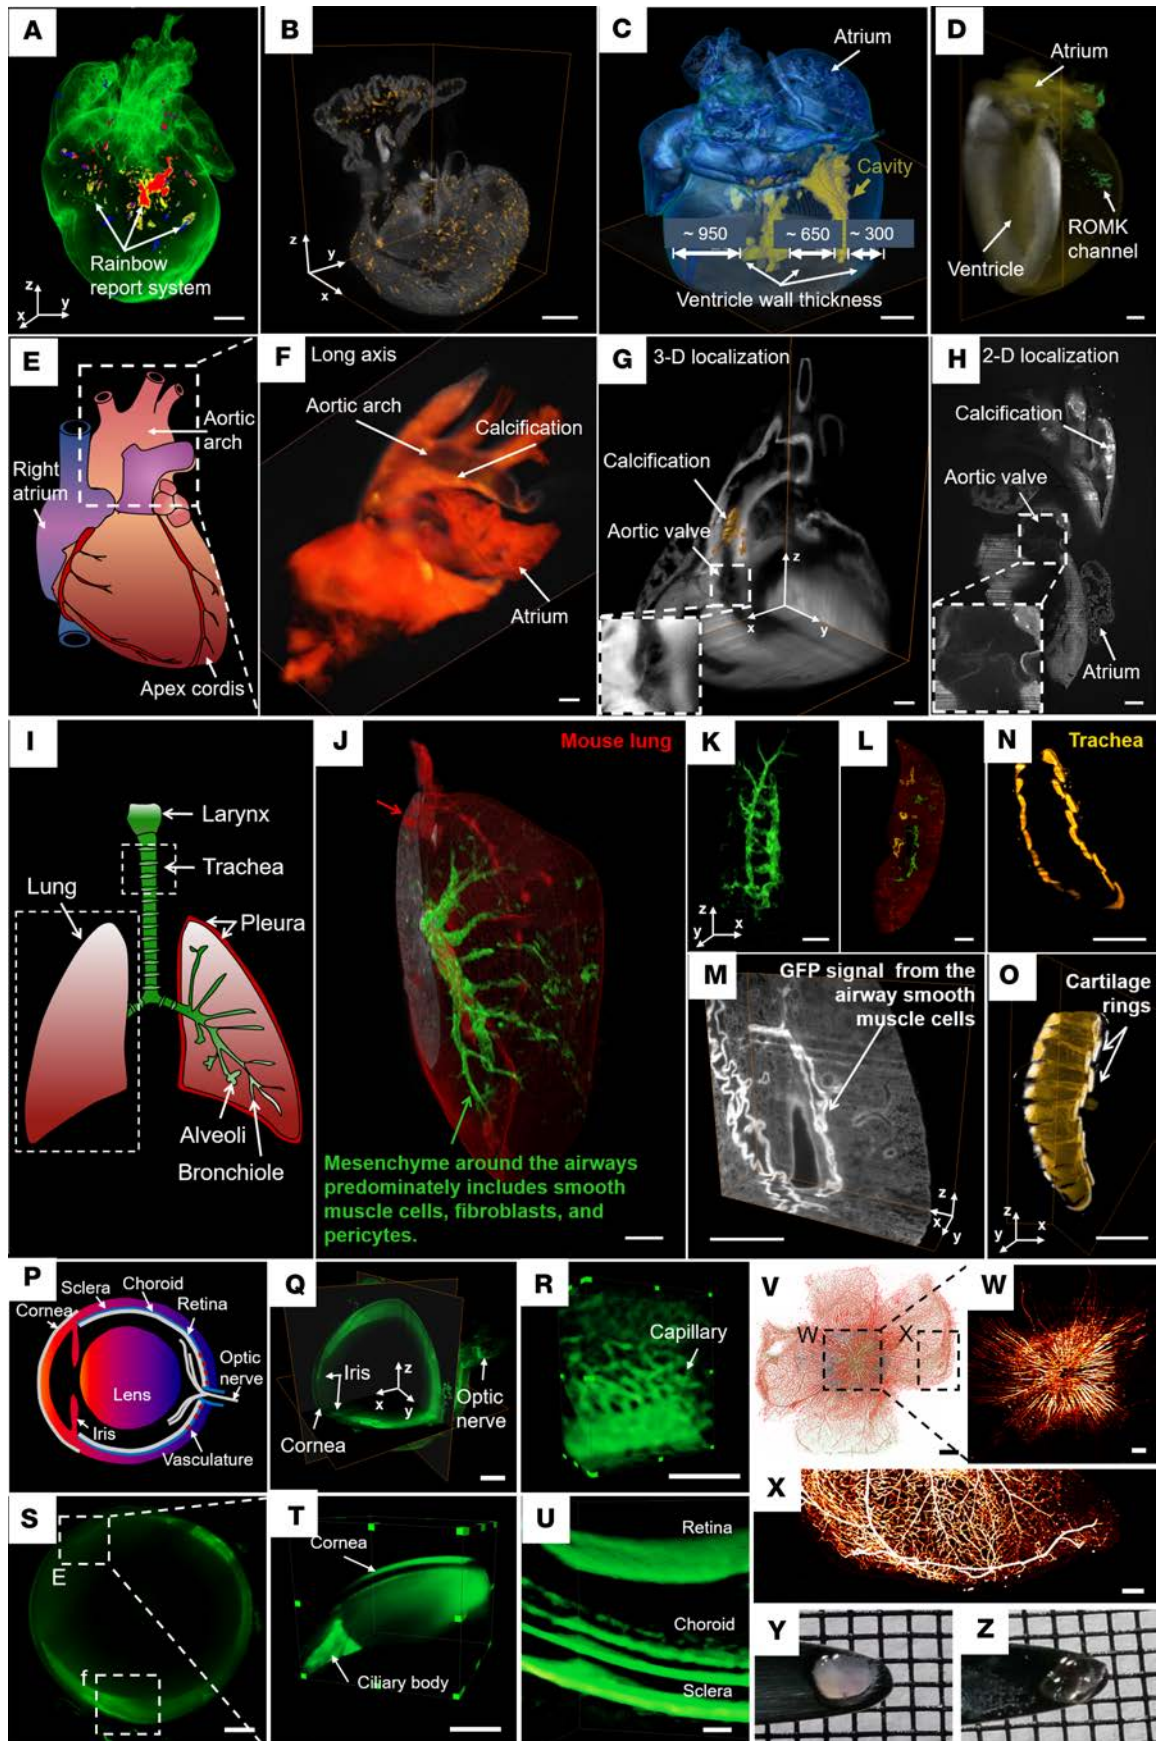 A
Rainbow
report system
z
y
x
B
z
y
x
C
Atrium
Cavity
~ 950
~ 650
~ 300
Ventricle wall thickness
D
Atrium
ROMK
channel
Ventricle
E
Aortic
arch
Right
atrium
Apex cordis
F
Long axis
Aortic arch
Calcification
Atrium
G
3-D localization
Calcification
Aortic valve
z
x
y
H
2-D localization
Calcification
Aortic valve
Atrium
I
Larynx
Trachea
Lung
Pleura
Alveoli
Bronchiole
J
Mouse lung
Mesenchyme around the airways
predominately includes smooth
muscle cells, fibroblasts, and
pericytes.
K
z
x
y
L
N
Trachea
M
GFP signal from the
airway smooth
muscle cells
z
x
y
O
Cartilage
rings
z
x
y
P
Sclera
Choroid
Cornea
Retina
Optic
nerve
Lens
Iris
Vasculature
Q
Iris
z
x
y
Optic
nerve
Cornea
R
Capillary
V
W
X
W
X
S
E
f
T
Cornea
Ciliary body
U
Retina
Choroid
Sclera
Y
Z